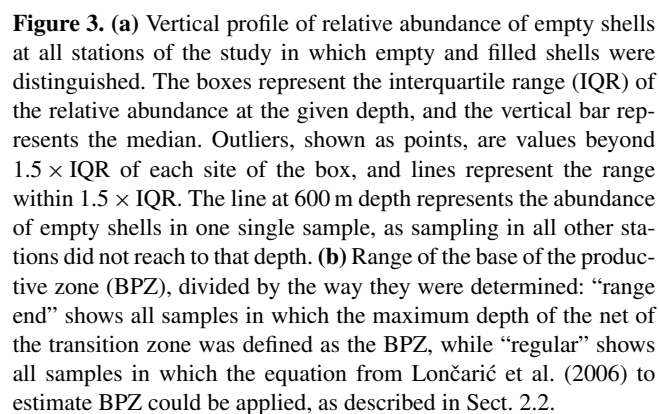 Figure 3. (a) Vertical profile of relative abundance of empty shells
at all stations of the study in which empty and filled shells were
distinguished. The boxes represent the interquartile range (IQR) of
the relative abundance at the given depth, and the vertical bar rep-
resents the median. Outliers, shown as points, are values beyond
1.5 × IQR of each site of the box, and lines represent the range
within 1.5 × IQR. The line at 600 m depth represents the abundance
of empty shells in one single sample, as sampling in all other sta-
tions did not reach to that depth. (b) Range of the base of the produc-
tive zone (BPZ), divided by the way they were determined: “range
end” shows all samples in which the maximum depth of the net of
the transition zone was defined as the BPZ, while “regular” shows
all samples in which the equation from Lončarić et al. (2006) to
estimate BPZ could be applied, as described in Sect. 2.2.